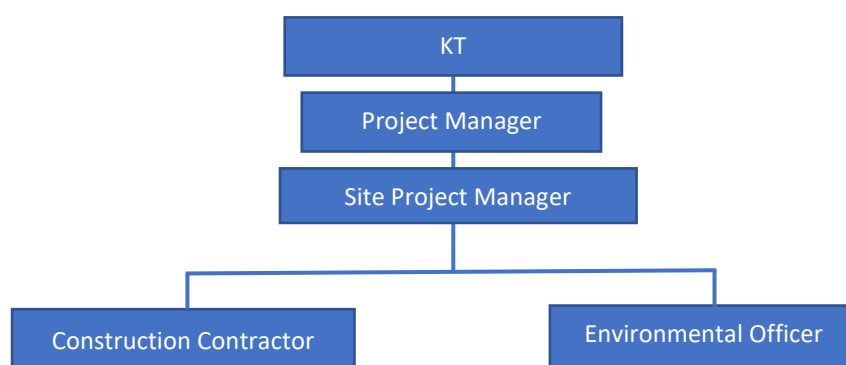 KT
Project Manager
Site Project Manager
Construction Contractor
Environmental Officer